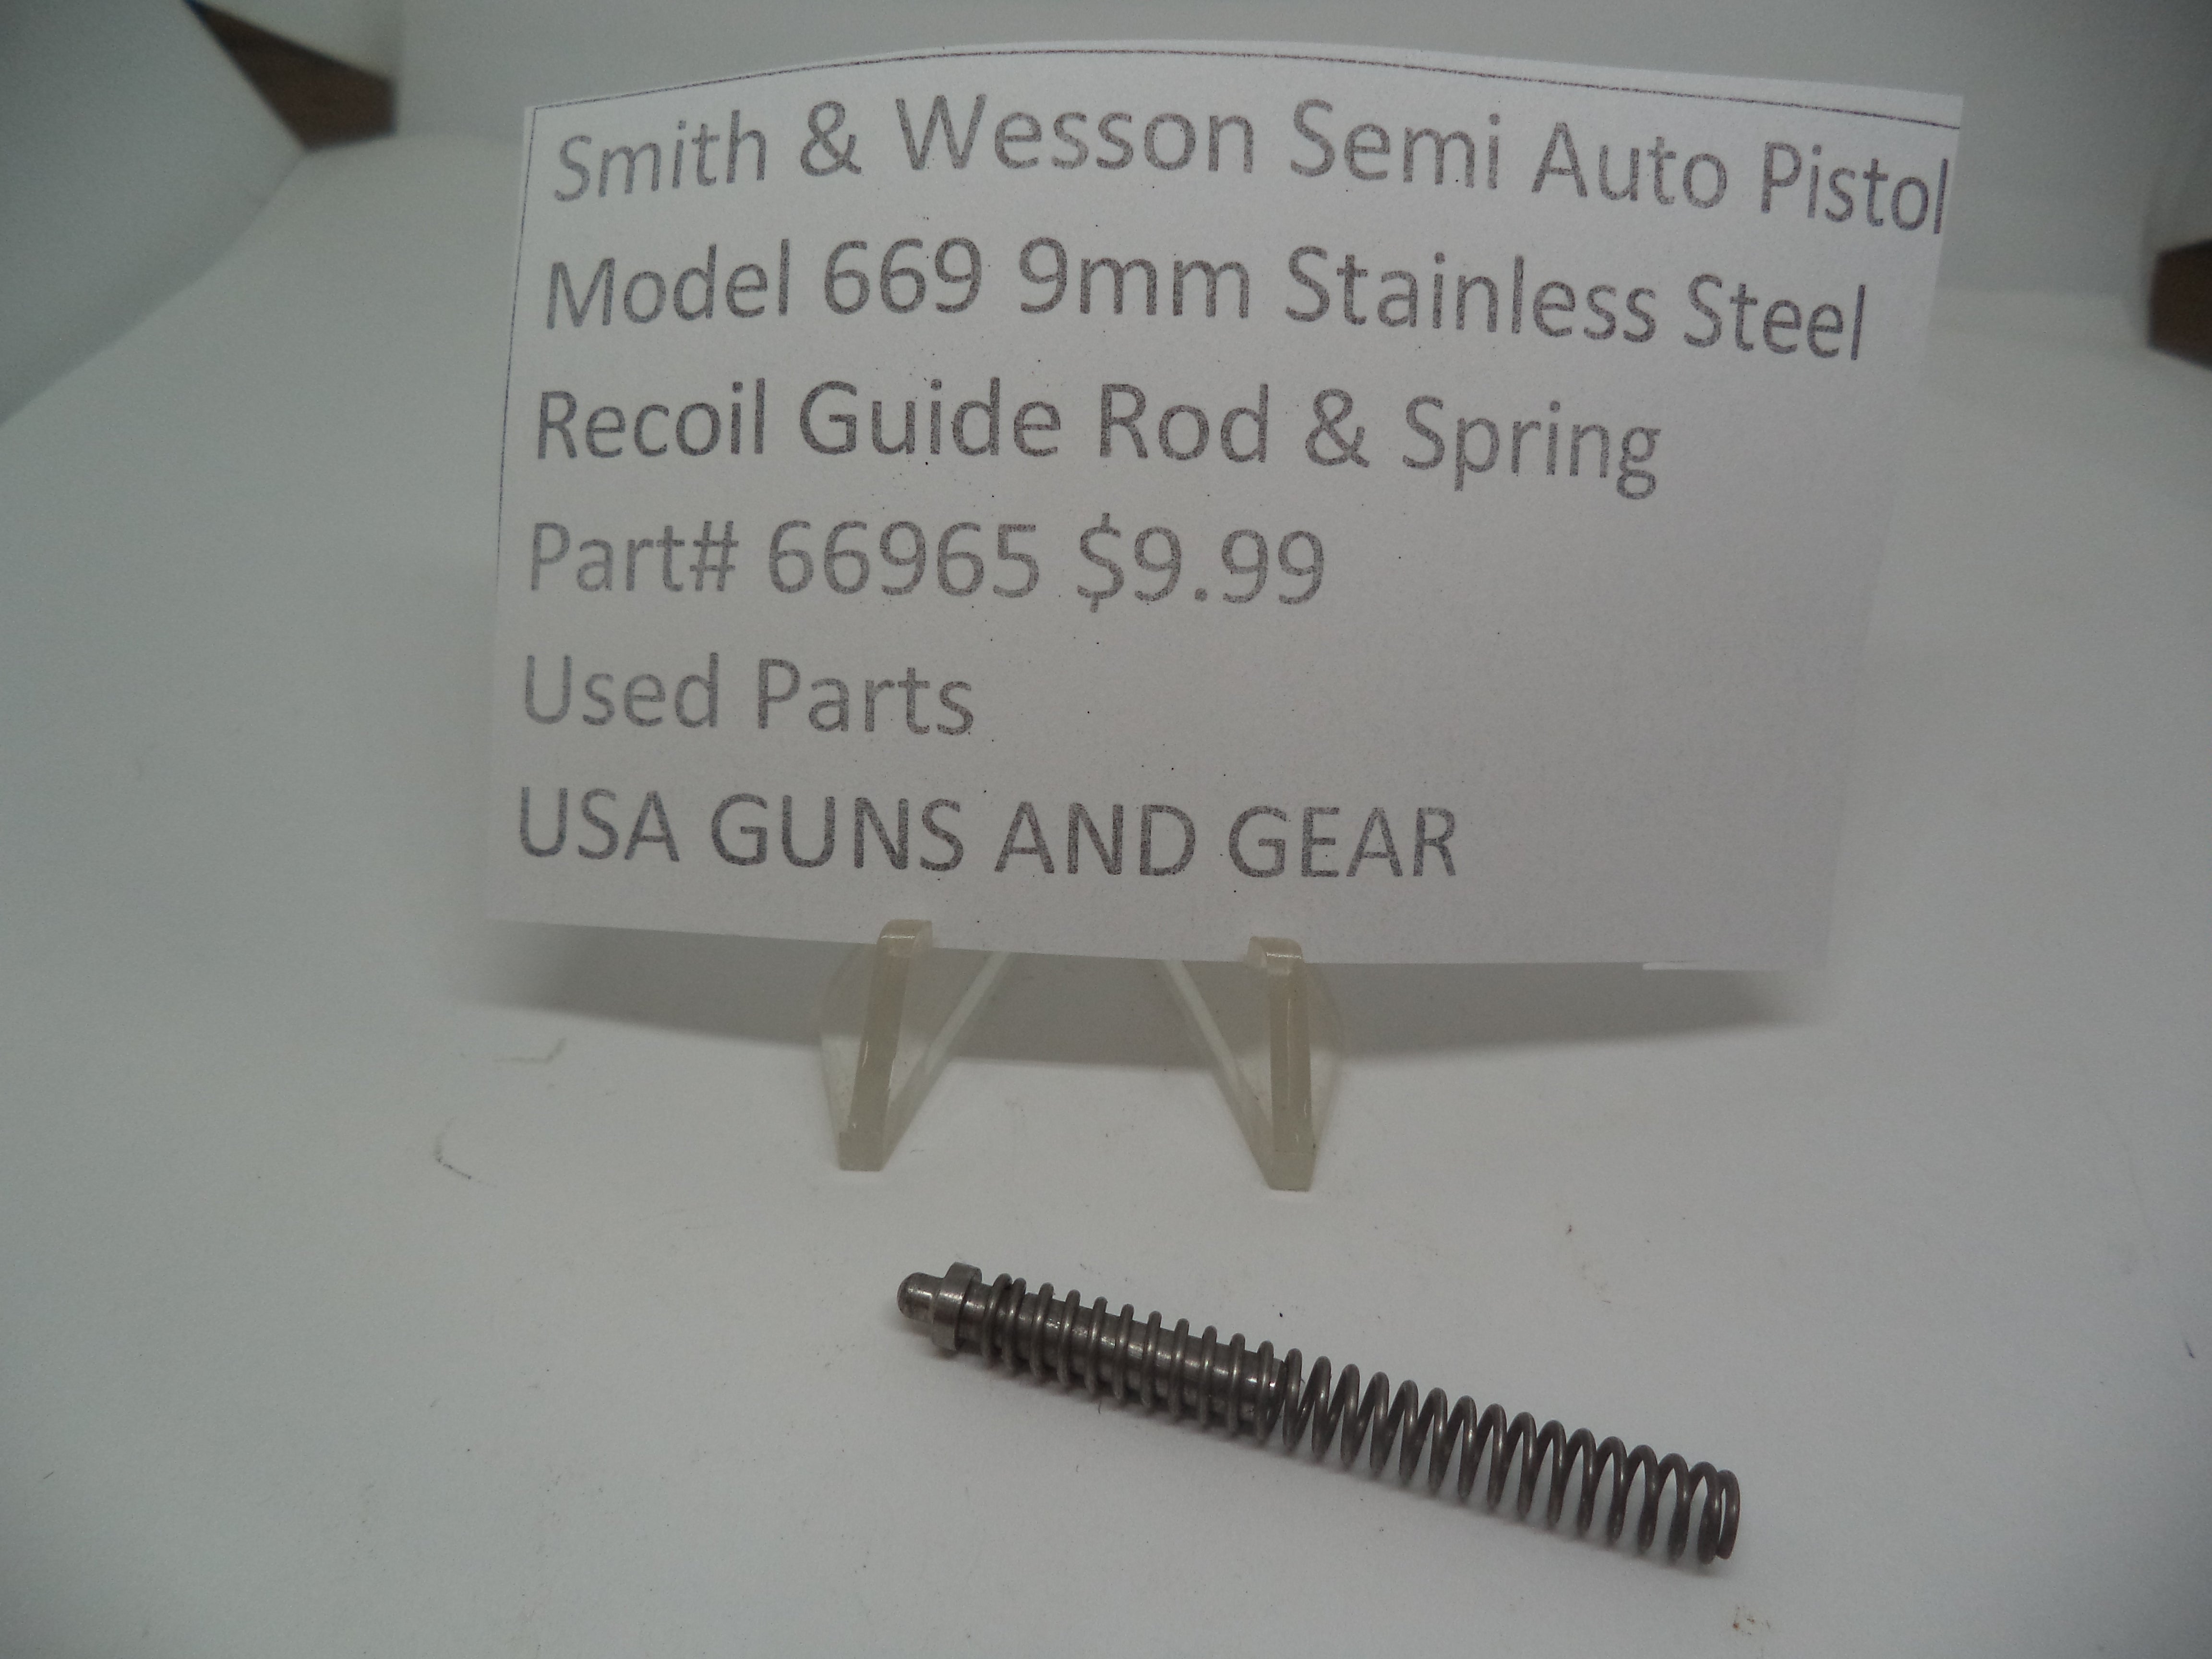 Smith & Wesson Semi Auto Pistol
Model 669 9mm Stainless Steel
Recoil Guide Rod & Spring
Part# 66965 $9.99
Used Parts
USA GUNS AND GEAR